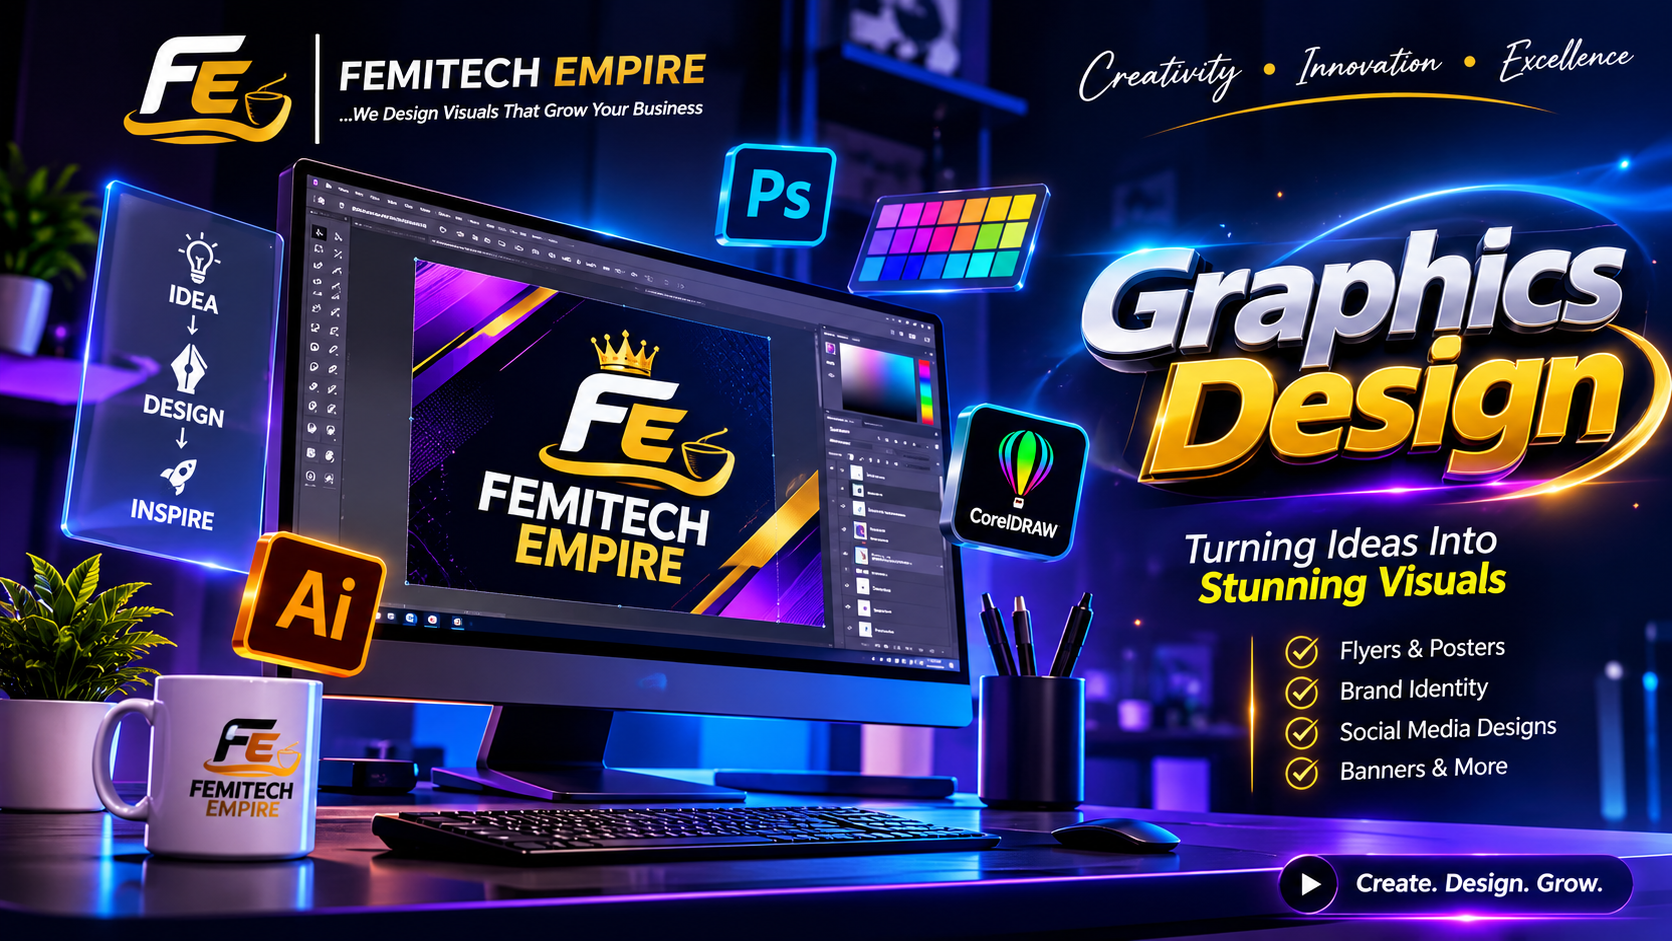 FE
FEMITECH EMPIRE
...We Design Visuals That Grow Your Business
Creativity • Innovation • Excellence
Ps
IDEA
DESIGN
INSPIRE
FE
FEMITECH
EMPIRE
Ai
CorelDRAW
FE
FEMITECH
EMPIRE
Graphics
Design
Turning Ideas Into
Stunning Visuals
Flyers & Posters
Brand Identity
Social Media Designs
Banners & More
Create. Design. Grow.